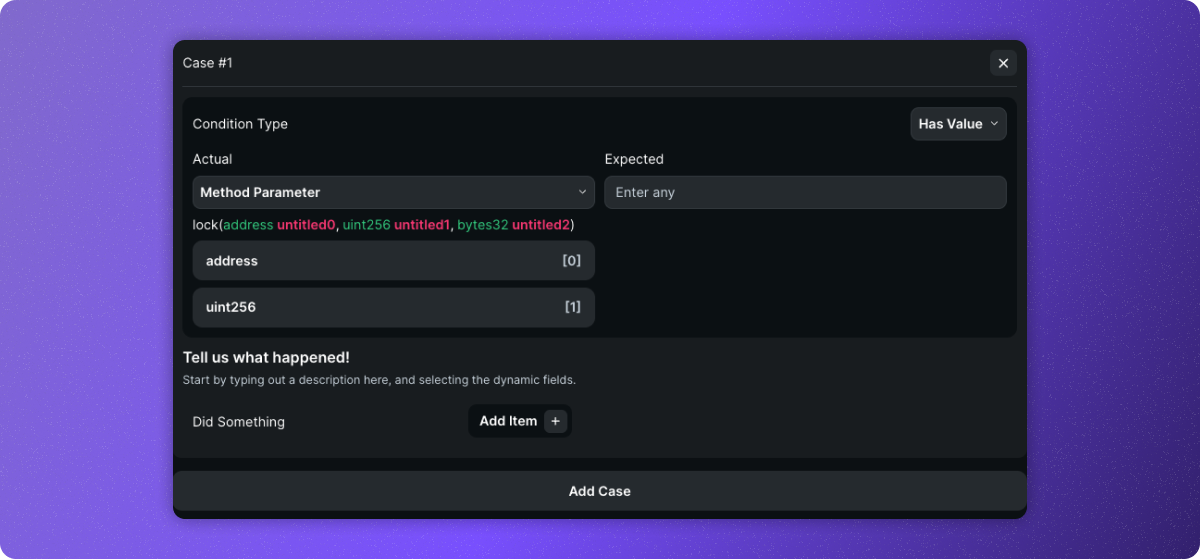 Case #1
Condition Type
Has Value
Actual
Expected
Method Parameter
Enter any
lock(address untitled0, uint256 untitled1, bytes32 untitled2)
address [0]
uint256 [1]
Tell us what happened!
Start by typing out a description here, and selecting the dynamic fields.
Did Something
Add Item +
Add Case